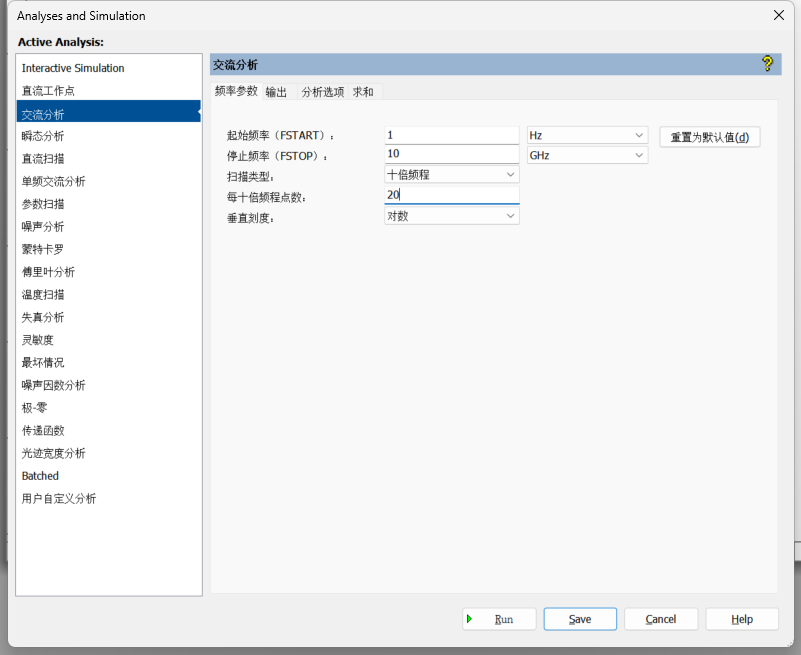 Analyses and Simulation
Active Analysis:
Interactive Simulation
直流工作点
交流分析
瞬态分析
直流扫描
单频交流分析
参数扫描
噪声分析
蒙特卡罗
傅里叶分析
温度扫描
失真分析
灵敏度
最坏情况
噪声因数分析
极-零
传递函数
光迹宽度分析
Batched
用户自定义分析
交流分析
频率参数 输出 分析选项 求和
起始频率（FSTART）： 1 Hz 重置为默认值(d)
停止频率（FSTOP）： 10 GHz
扫描类型： 十倍频程
每十倍频程点数： 20
垂直刻度： 对数
Run Save Cancel Help